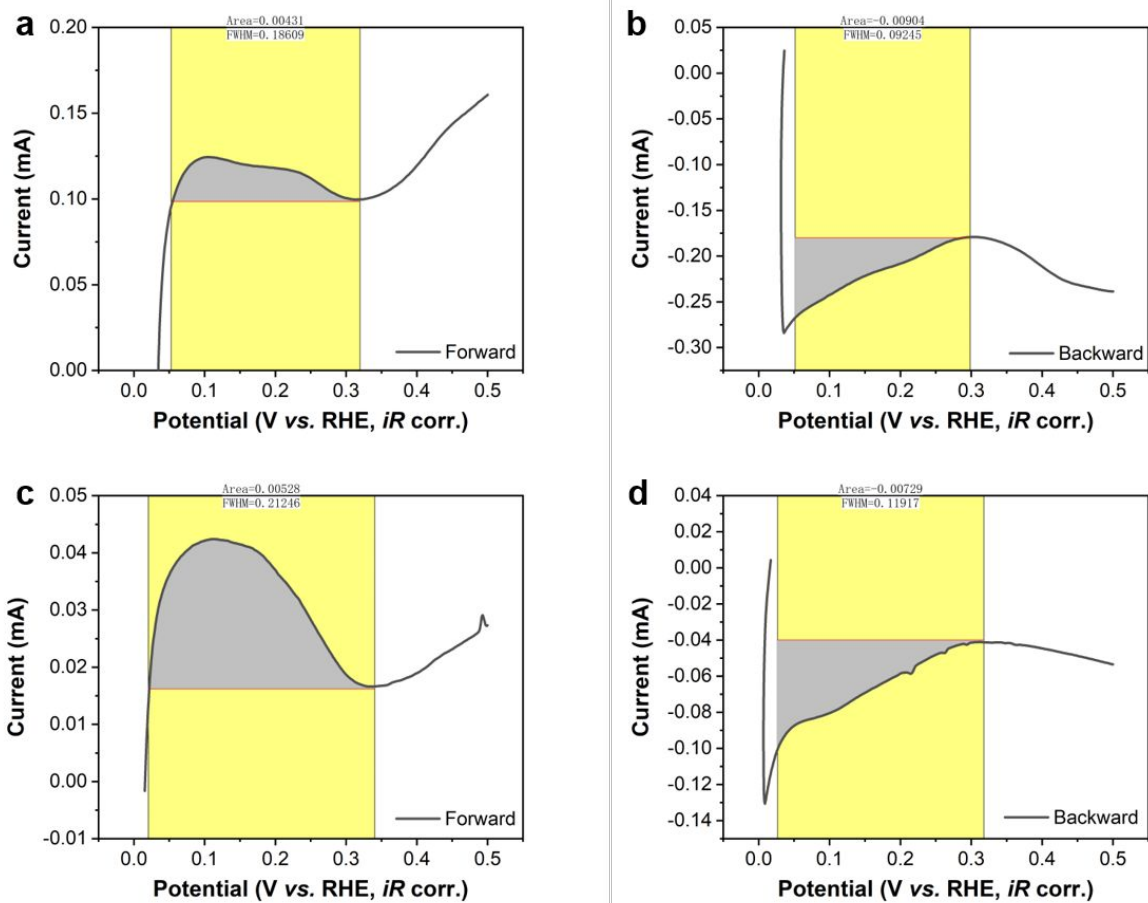 a
Area=0.00431
FWHM=0.18609
0.20
0.15
0.10
0.05
0.00
Current (mA)
Forward
0.0 0.1 0.2 0.3 0.4 0.5
Potential (V vs. RHE, iR corr.)
b
Area=-0.00904
FWHM=0.09245
0.05
0.00
-0.05
-0.10
-0.15
-0.20
-0.25
-0.30
Current (mA)
Backward
0.0 0.1 0.2 0.3 0.4 0.5
Potential (V vs. RHE, iR corr.)
c
Area=0.00528
FWHM=0.21246
0.05
0.04
0.03
0.02
0.01
0.00
-0.01
Current (mA)
Forward
0.0 0.1 0.2 0.3 0.4 0.5
Potential (V vs. RHE, iR corr.)
d
Area=-0.00729
FWHM=0.11917
0.04
0.02
0.00
-0.02
-0.04
-0.06
-0.08
-0.10
-0.12
-0.14
Current (mA)
Backward
0.0 0.1 0.2 0.3 0.4 0.5
Potential (V vs. RHE, iR corr.)